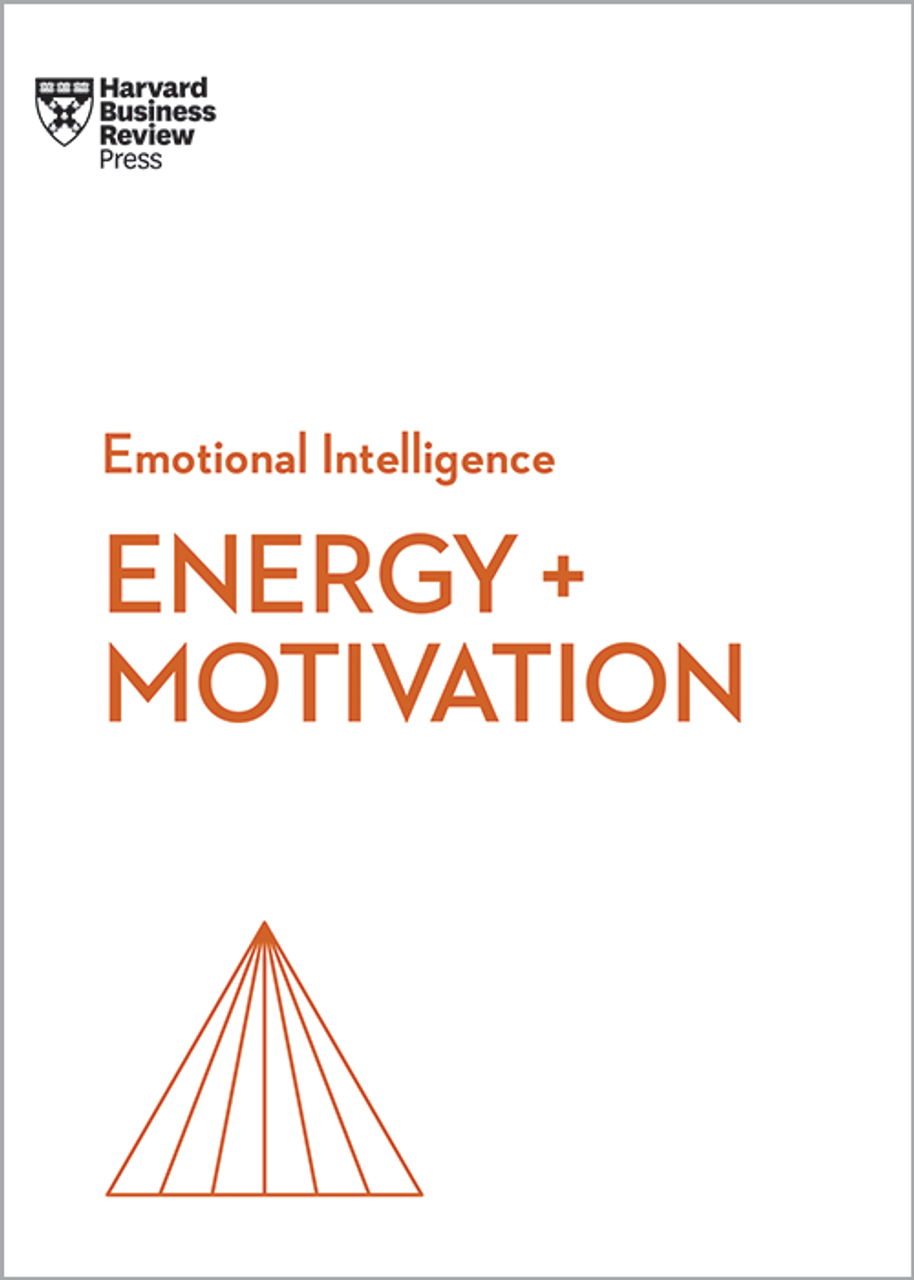 Harvard
Business
Review
Press
Emotional Intelligence
ENERGY +
MOTIVATION